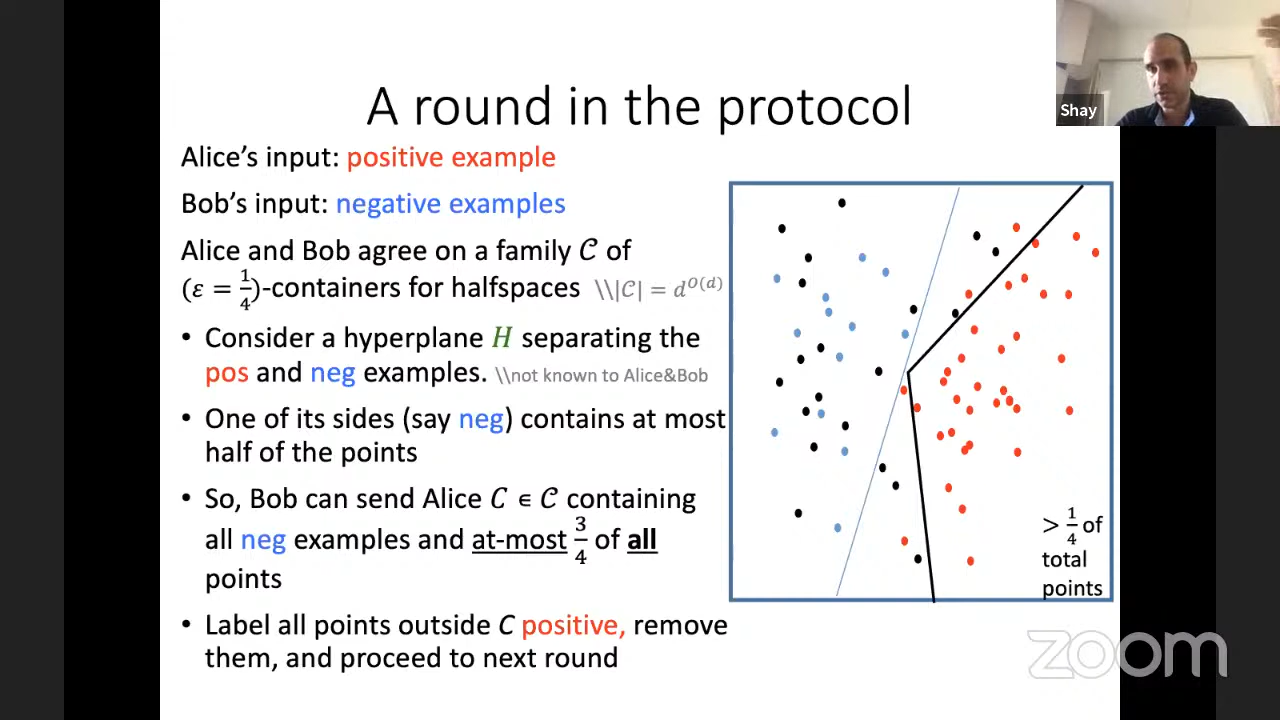 A round in the protocol
Shay
Alice's input: positive example
Bob's input: negative examples
Alice and Bob agree on a family 𝒞 of
(𝜀 = 1/4)-containers for halfspaces \\|𝒞| = 𝑑^𝑂(𝑑)
• Consider a hyperplane 𝐻 separating the
pos and neg examples. \\not known to Alice&Bob
• One of its sides (say neg) contains at most
half of the points
• So, Bob can send Alice 𝐶 ∈ 𝒞 containing
all neg examples and at-most 3/4 of all
points
• Label all points outside C positive, remove
them, and proceed to next round
> 1/4 of
total
points
zoom